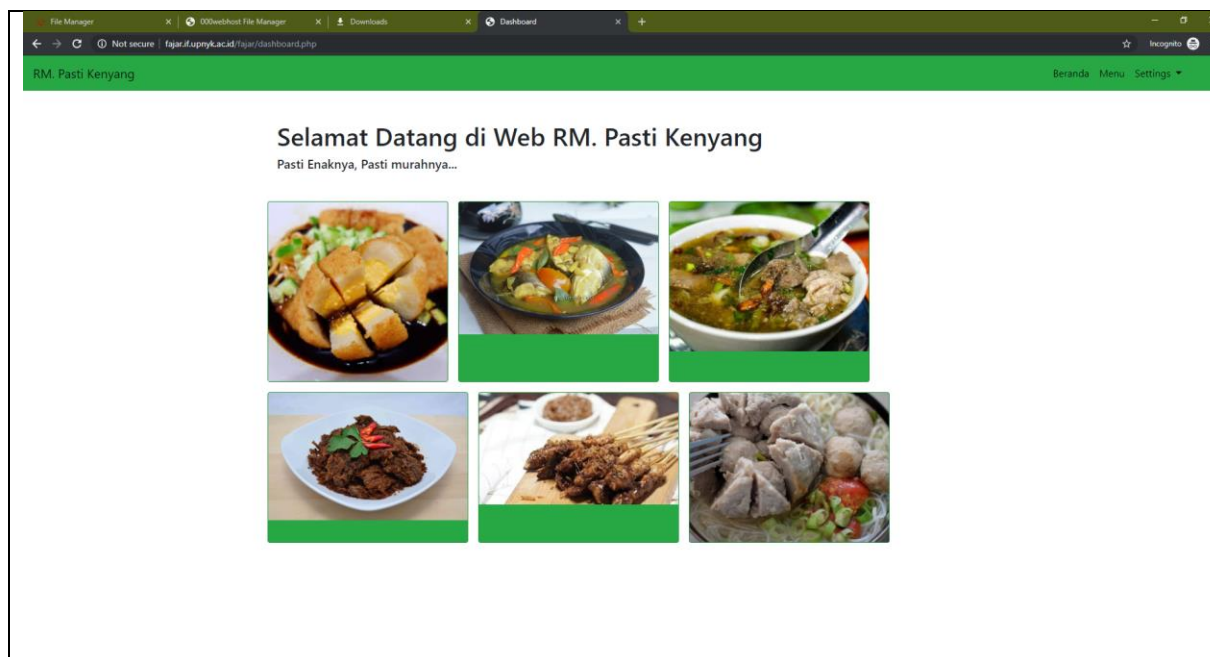 File Manager
000webhost File Manager
Downloads
Dashboard
Not secure
fajar.if.upnyk.ac.id/fajar/dashboard.php
Incognito
RM. Pasti Kenyang
Beranda Menu Settings
Selamat Datang di Web RM. Pasti Kenyang
Pasti Enaknya, Pasti murahnya...